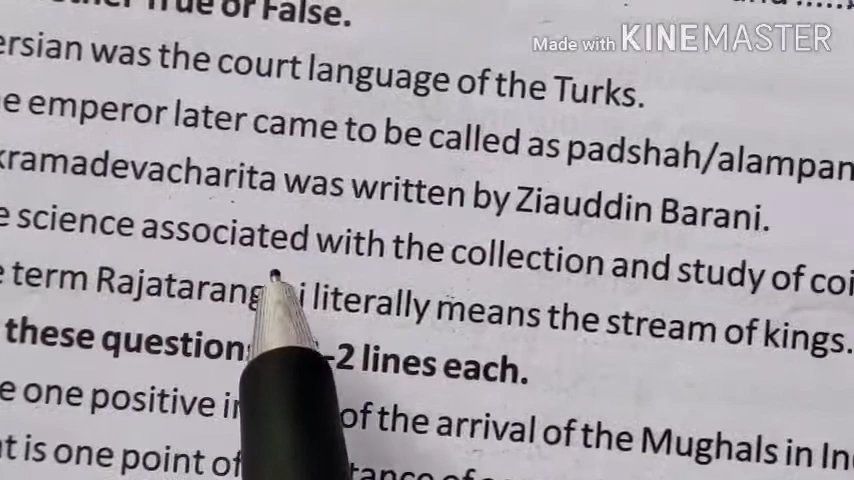 True or False.
Made with KINEMASTER
ersian was the court language of the Turks.
e emperor later came to be called as padshah/alampan
kramadevacharita was written by Ziauddin Barani.
e science associated with the collection and study of coi
e term Rajatarang i literally means the stream of kings.
these question -2 lines each.
e one positive i of the arrival of the Mughals in In
t is one point of tance of